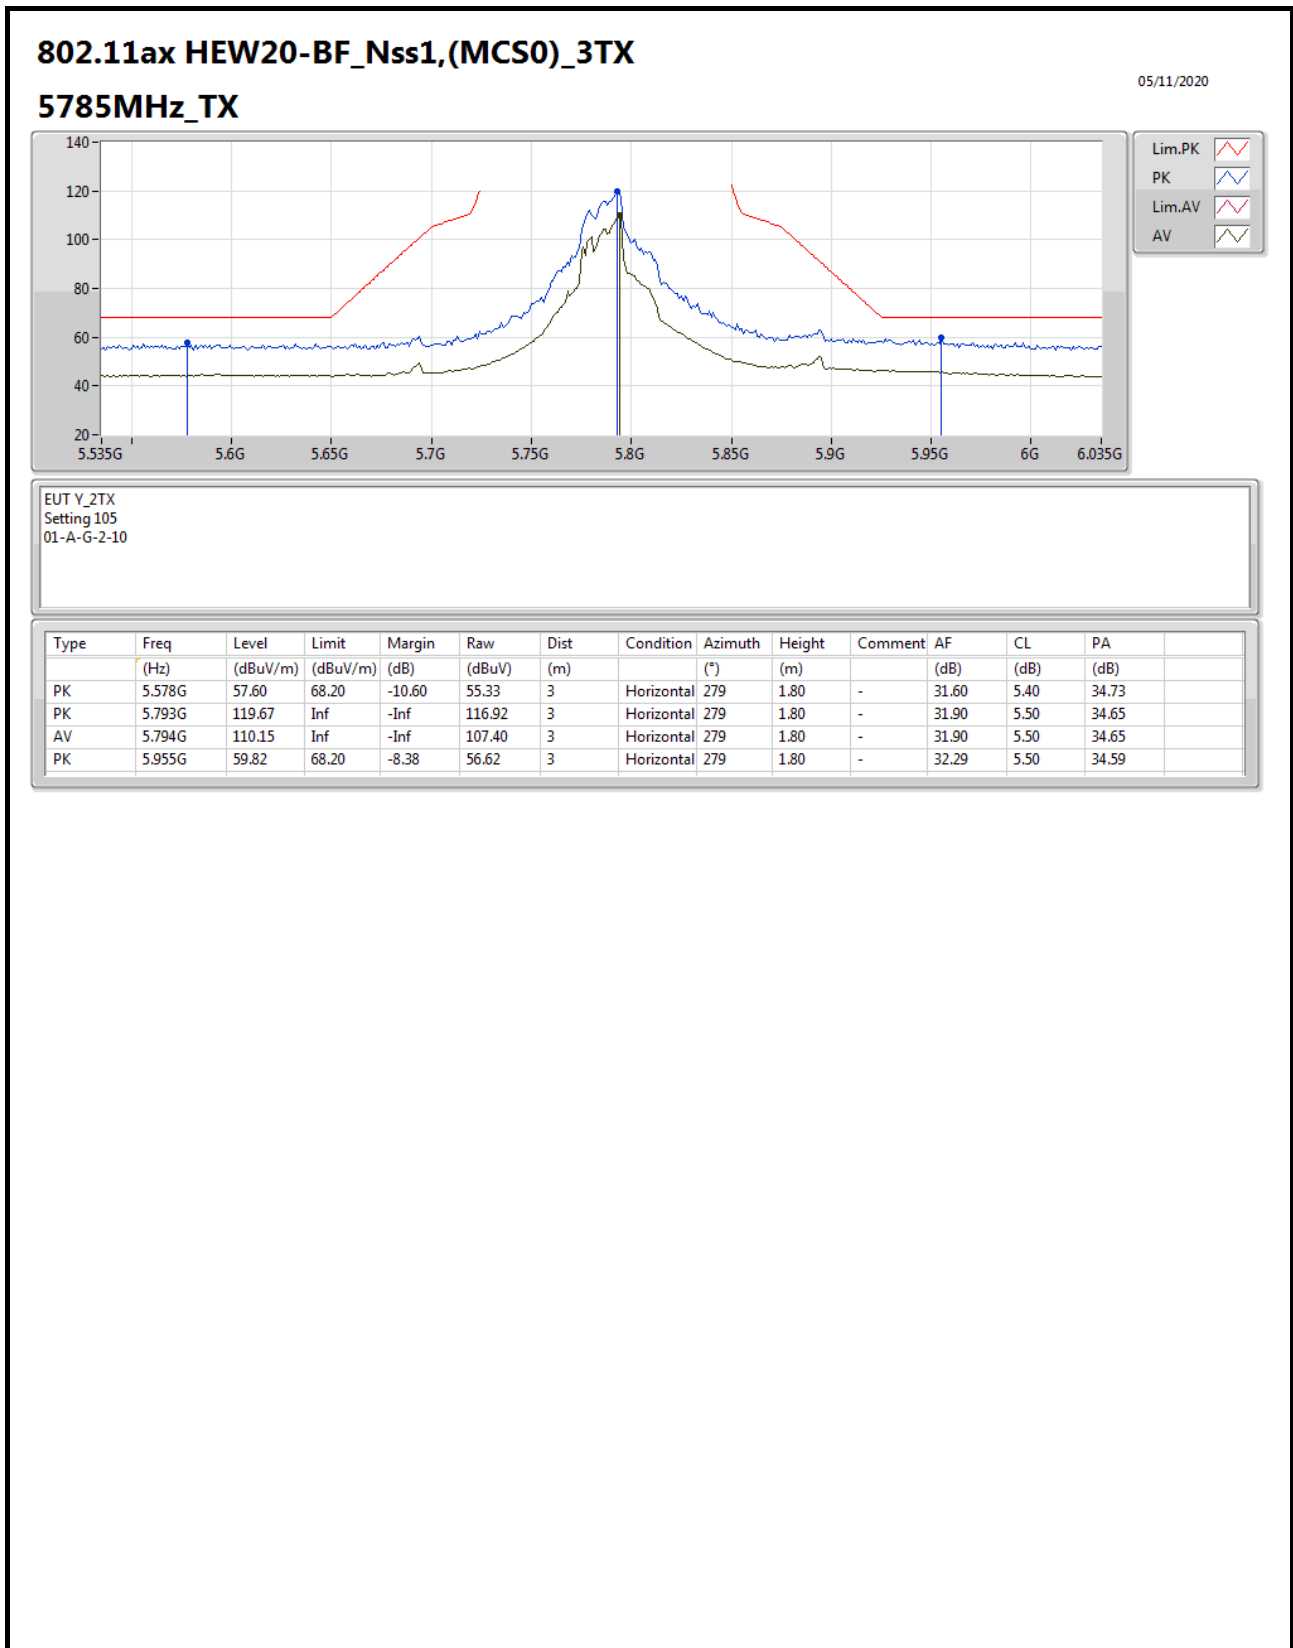 802.11ax HEW20-BF_Nss1,(MCS0)_3TX
05/11/2020
5785MHz_TX
140
120
100
80
60
40
20
5.535G 5.6G 5.65G 5.7G 5.75G 5.8G 5.85G 5.9G 5.95G 6G 6.035G
Lim.PK
PK
Lim.AV
AV
EUT Y_2TX
Setting 105
01-A-G-2-10
Type Freq Level Limit Margin Raw Dist Condition Azimuth Height Comment AF CL PA
(Hz) (dBuV/m) (dBuV/m) (dB) (dBuV) (m) (°) (m) (dB) (dB) (dB)
PK 5.578G 57.60 68.20 -10.60 55.33 3 Horizontal 279 1.80 - 31.60 5.40 34.73
PK 5.793G 119.67 Inf -Inf 116.92 3 Horizontal 279 1.80 - 31.90 5.50 34.65
AV 5.794G 110.15 Inf -Inf 107.40 3 Horizontal 279 1.80 - 31.90 5.50 34.65
PK 5.955G 59.82 68.20 -8.38 56.62 3 Horizontal 279 1.80 - 32.29 5.50 34.59